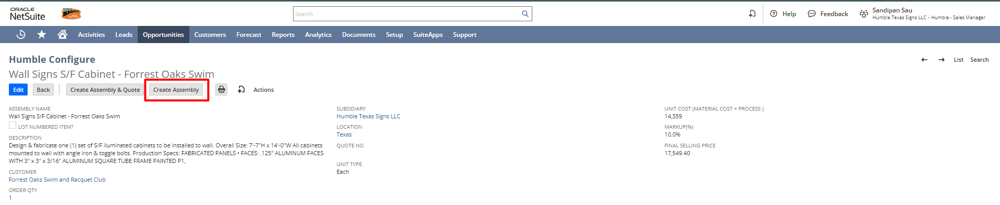 ORACLE
NetSuite
SIGNS
Search
Help
Feedback
Sandipan Sau
Humble Texas Signs LLC - Humble - Sales Manager
Activities
Leads
Opportunities
Customers
Forecast
Reports
Analytics
Documents
Setup
SuiteApps
Support
Humble Configure
List
Search
Wall Signs S/F Cabinet - Forrest Oaks Swim
Edit
Back
Create Assembly & Quote
Create Assembly
Actions
ASSEMBLY NAME
Wall Signs S/F Cabinet - Forrest Oaks Swim
LOT NUMBERED ITEM?
DESCRIPTION
Design & fabricate one (1) set of S/F iluminated cabinets to be installed to wall. Overall Size: 7'-7"H x 14'-0"W All cabinets
mounted to wall with angle iron & toggle bolts. Production Specs: FABRICATED PANELS • FACES: .125" ALUMINUM FACES
WITH 3" x 3" x 3/16" ALUMINUM SQUARE TUBE FRAME PAINTED P1,
CUSTOMER
Forrest Oaks Swim and Racquet Club
ORDER QTY
1
SUBSIDIARY
Humble Texas Signs LLC
LOCATION
Texas
QUOTE NO.
UNIT TYPE
Each
UNIT COST (MATERIAL COST + PROCESS )
14,359
MARKUP(%)
10.0%
FINAL SELLING PRICE
17,549.40